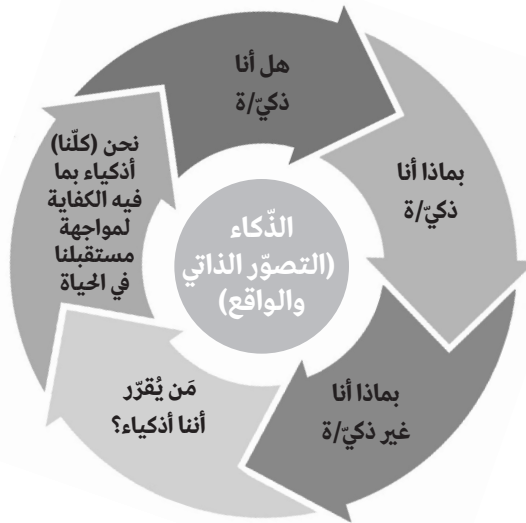 هل أنا
ذكيّ/ة
بماذا أنا
ذكيّ/ة
بماذا أنا
غير ذكيّ/ة
مَن يُقرّر
أننا أذكياء؟
نحن (كلّنا)
أذكياء بما
فيه الكفاية
لمواجهة
مستقبلنا
في الحياة
الذّكاء
(التصوّر الذاتي
والواقع)